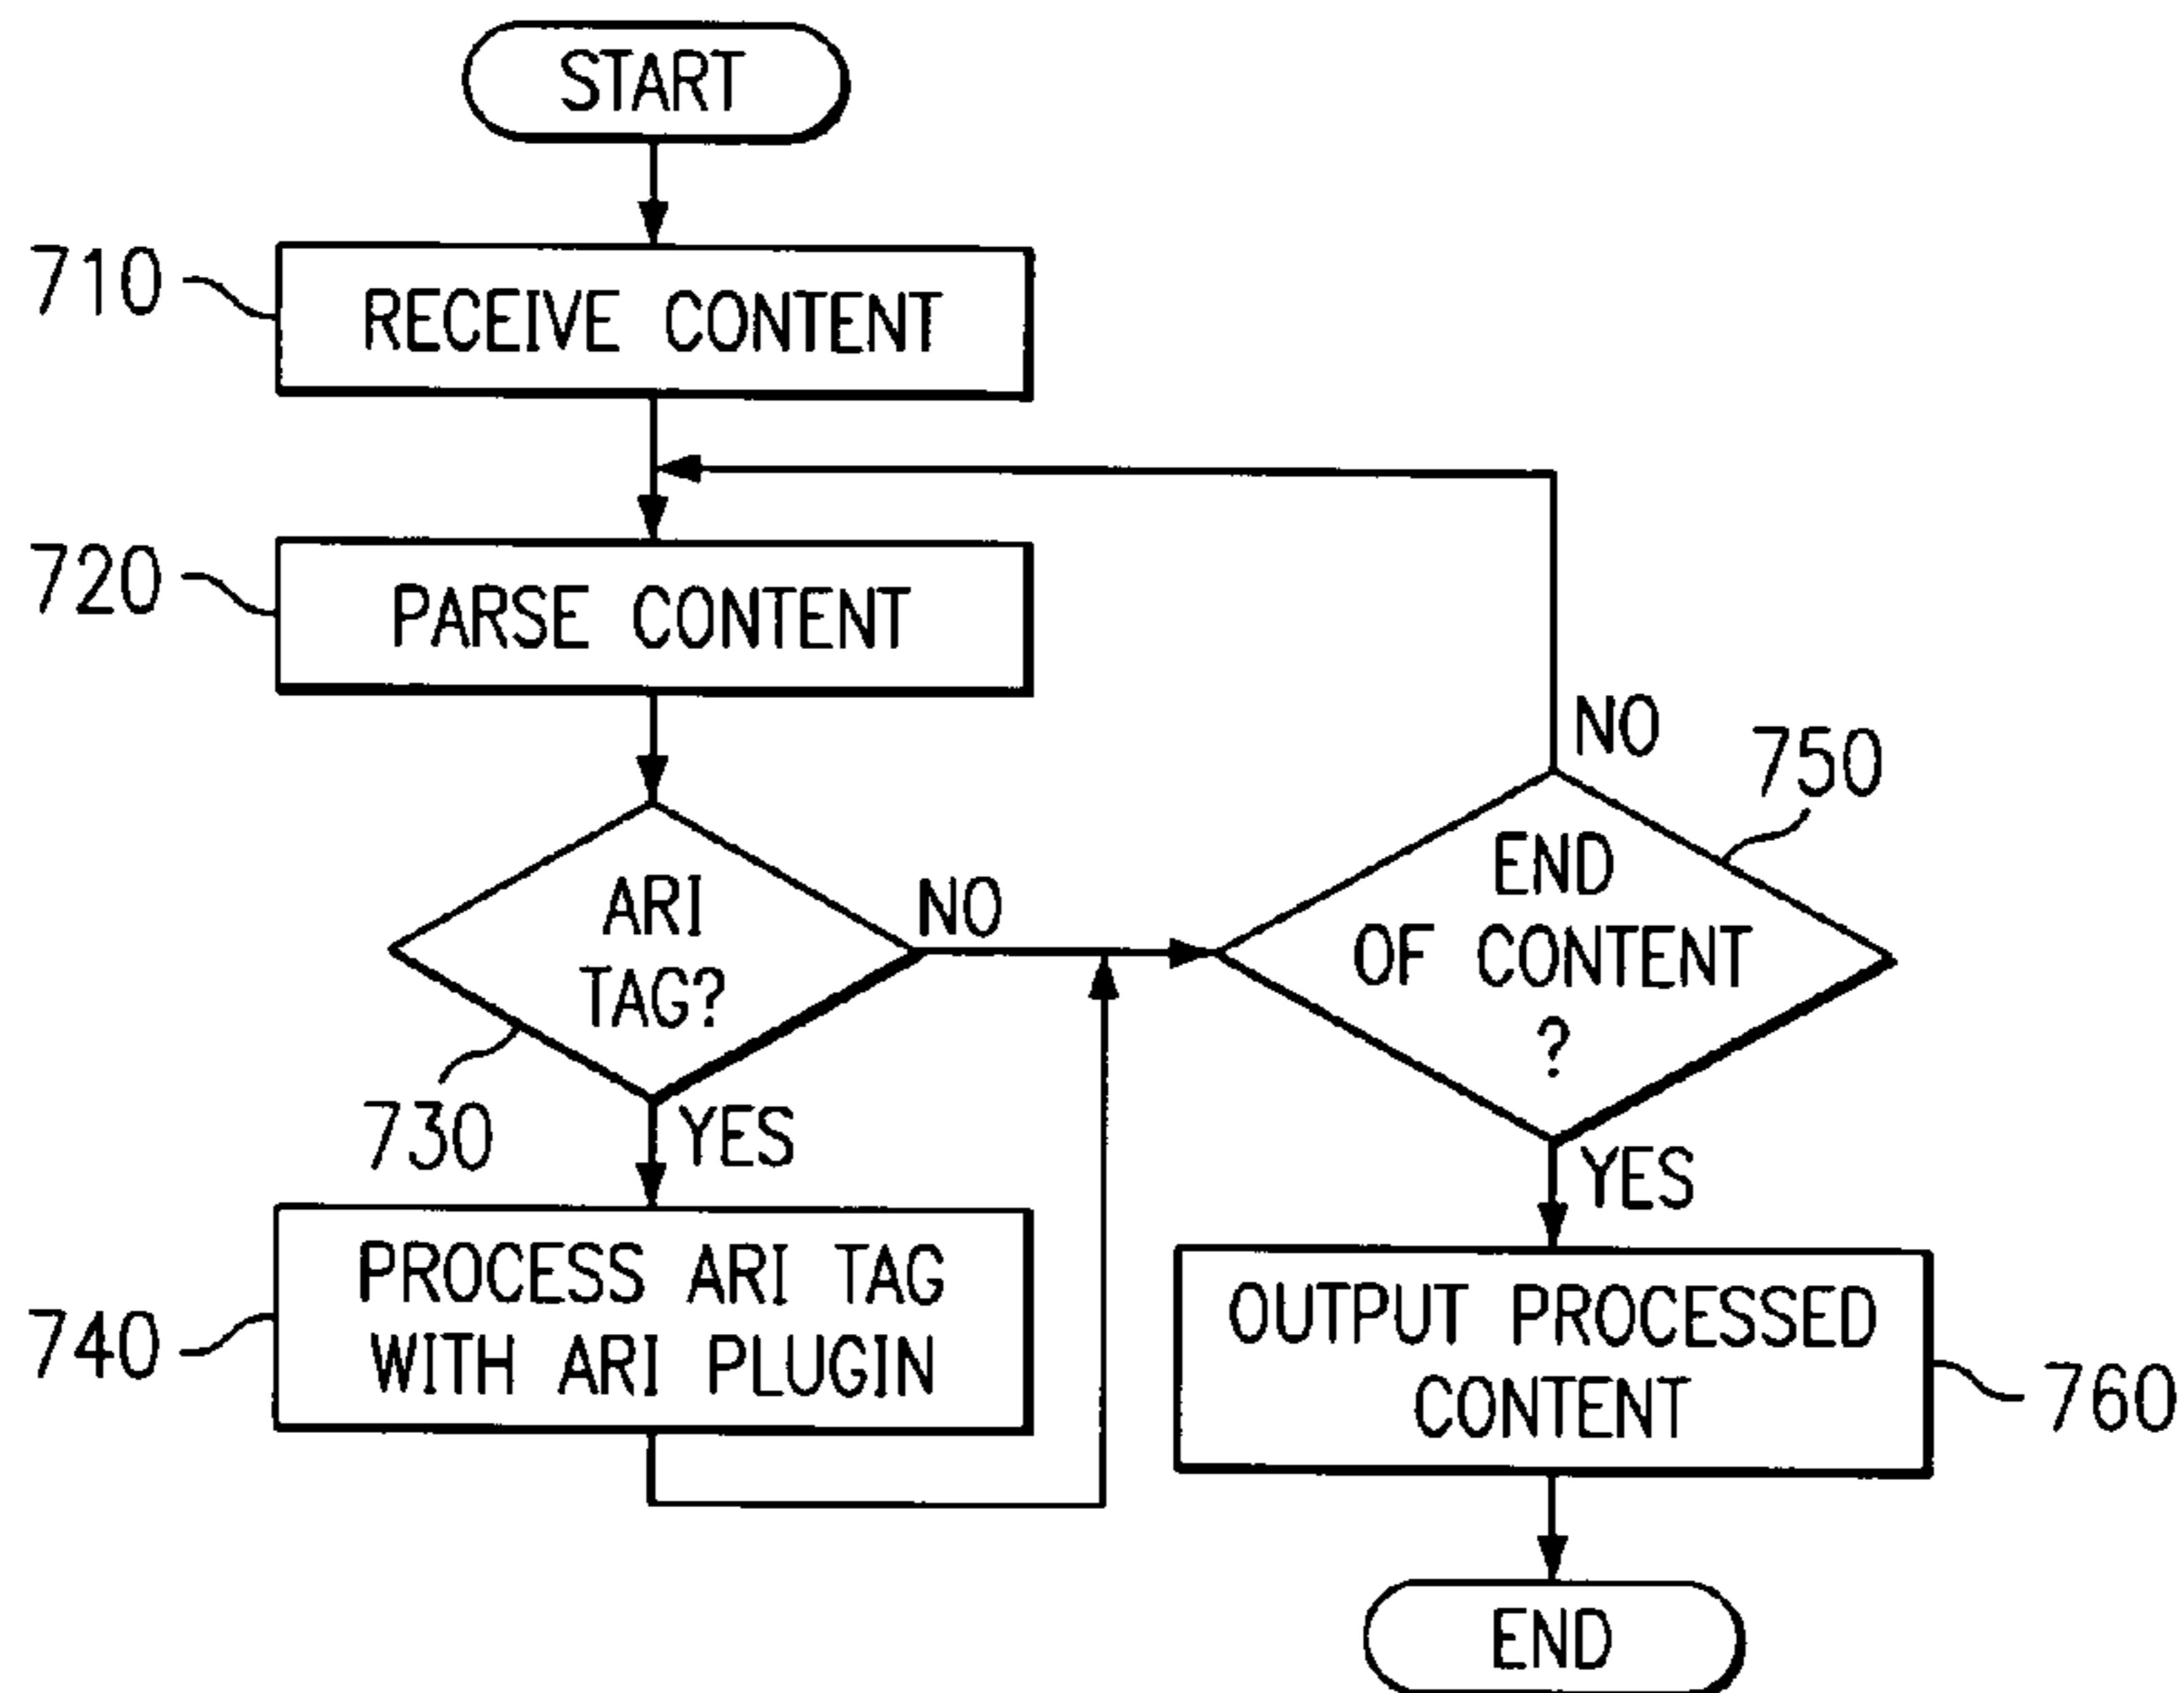 START
710
RECEIVE CONTENT
720
PARSE CONTENT
ARI
TAG?
NO
730
YES
740
PROCESS ARI TAG
WITH ARI PLUGIN
NO
750
END
OF CONTENT
?
YES
OUTPUT PROCESSED
CONTENT
760
END